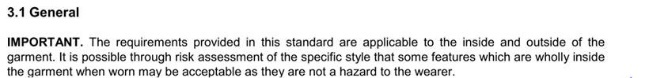 3.1 General
IMPORTANT. The requirements provided in this standard are applicable to the inside and outside of the
garment. It is possible through risk assessment of the specific style that some features which are wholly inside
the garment when worn may be acceptable as they are not a hazard to the wearer.